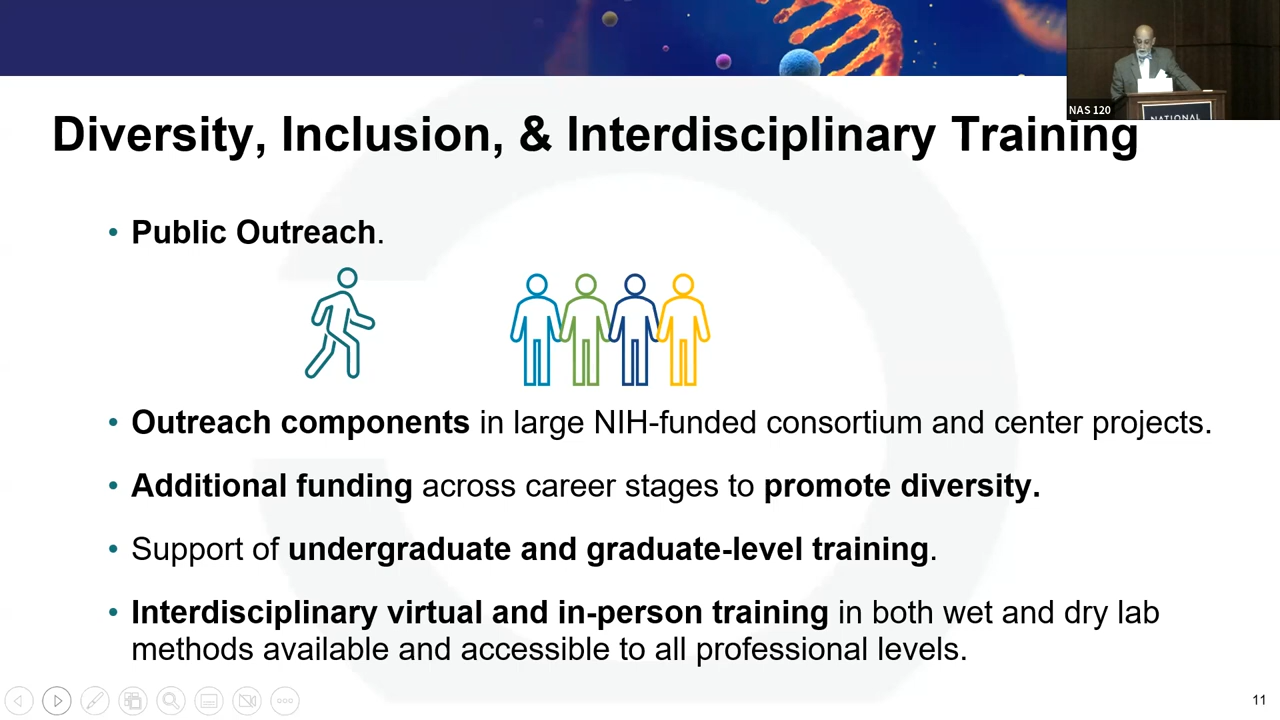 NAS 120
NATIONAL
Diversity, Inclusion, & Interdisciplinary Training
• Public Outreach.
• Outreach components in large NIH-funded consortium and center projects.
• Additional funding across career stages to promote diversity.
• Support of undergraduate and graduate-level training.
• Interdisciplinary virtual and in-person training in both wet and dry lab
methods available and accessible to all professional levels.
11